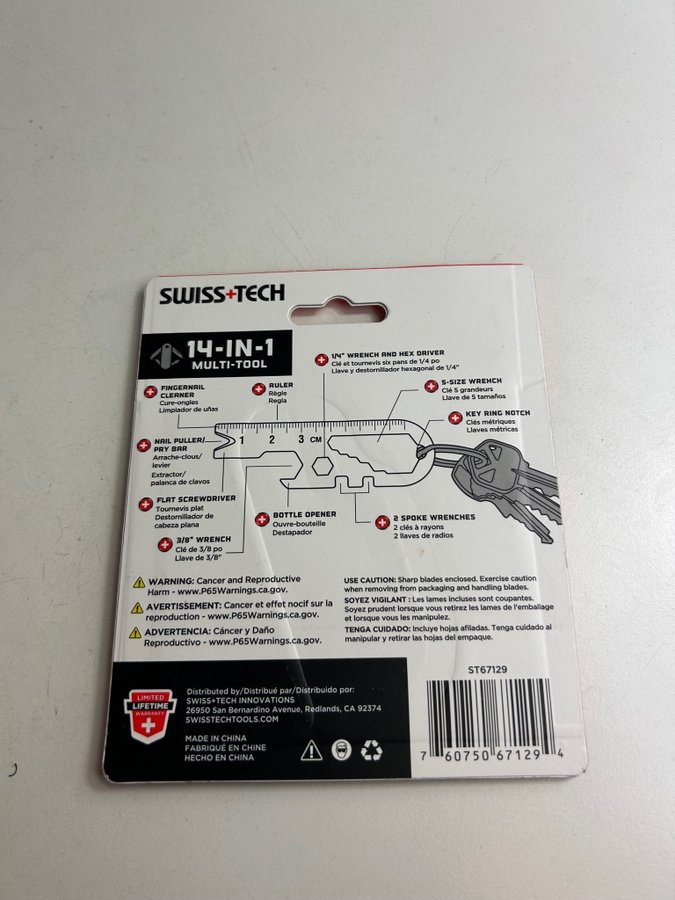 SWISS+TECH
14-IN-1
MULTI-TOOL
1/4" WRENCH AND HEX DRIVER
Clé et tournevis six pans de 1/4 po
Llave y destornillador hexagonal de 1/4"
FINGERNAIL
CLEANER
Cure-ongles
Limpiador de uñas
RULER
Règle
Regla
5-SIZE WREHCH
Clé 5 grandeurs
Llave de 5 tamaños
KEY RING NOTCH
Clés métriques
Llaves métricas
1 2 3 CM
NAIL PULLER/
PRY BAR
Arrache-clous/
levier
Extractor/
palanca de clavos
FLAT SCREWDRIVER
Tournevis plat
Destornillador de
cabeza plana
BOTTLE OPENER
Ouvre-bouteille
Destapador
2 SPOKE WRENCHES
2 clés à rayons
2 llaves de radios
3/8" WRENCH
Clé de 3/8 po
Llave de 3/8"
WARNING: Cancer and Reproductive
Harm - www.P65Warnings.ca.gov.
AVERTISSEMENT: Cancer et effet nocif sur la
reproduction - www.P65Warnings.ca.gov.
ADVERTENCIA: Cáncer y Daño
Reproductivo - www.P65Warnings.ca.gov.
USE CAUTION: Sharp blades enclosed. Exercise caution
when removing from packaging and handling blades.
SOYEZ VIGILANT : Les lames incluses sont coupantes.
Soyez prudent lorsque vous retirez les lames de l'emballage
et lorsque vous les manipulez.
TENGA CUIDADO: Incluye hojas afiladas. Tenga cuidado al
manipular y retirar las hojas del empaque.
LIMITED
LIFETIME
WARRANTY
Distributed by/Distribué par/Distribuido por:
SWISS+TECH INNOVATIONS
26950 San Bernardino Avenue, Redlands, CA 92374
SWISSTECHTOOLS.COM
MADE IN CHINA
FABRIQUÉ EN CHINE
HECHO EN CHINA
ST67129
7 60750 67129 4